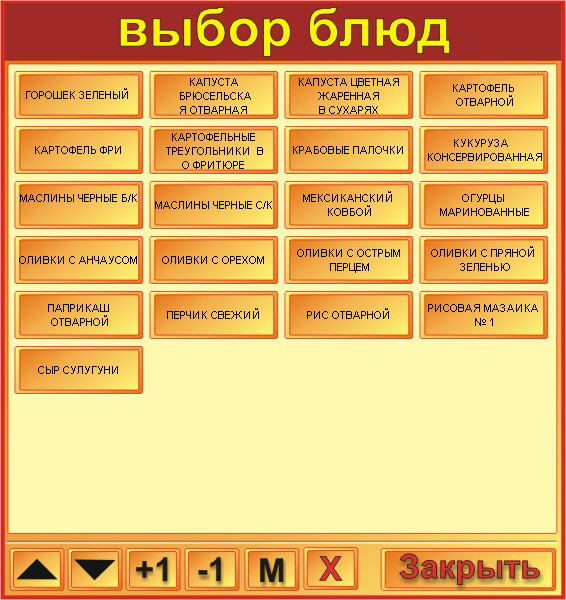 выбор блюд
ГОРОШЕК ЗЕЛЕНЫЙ
КАПУСТА
БРЮСЕЛЬСКА
Я ОТВАРНАЯ
КАПУСТА ЦВЕТНАЯ
ЖАРЕННАЯ
В СУХАРЯХ
КАРТОФЕЛЬ
ОТВАРНОЙ
КАРТОФЕЛЬ ФРИ
КАРТОФЕЛЬНЫЕ
ТРЕУГОЛЬНИКИ В
О ФРИТЮРЕ
КРАБОВЫЕ ПАЛОЧКИ
КУКУРУЗА
КОНСЕРВИРОВАННАЯ
МАСЛИНЫ ЧЕРНЫЕ Б/К
МАСЛИНЫ ЧЕРНЫЕ С/К
МЕКСИКАНСКИЙ
КОВБОЙ
ОГУРЦЫ
МАРИНОВАННЫЕ
ОЛИВКИ С АНЧАУСОМ
ОЛИВКИ С ОРЕХОМ
ОЛИВКИ С ОСТРЫМ
ПЕРЦЕМ
ОЛИВКИ С ПРЯНОЙ
ЗЕЛЕНЬЮ
ПАПРИКАШ
ОТВАРНОЙ
ПЕРЧИК СВЕЖИЙ
РИС ОТВАРНОЙ
РИСОВАЯ МАЗАИКА
№ 1
СЫР СУЛУГУНИ
+1
-1
М
Х
Закрыть